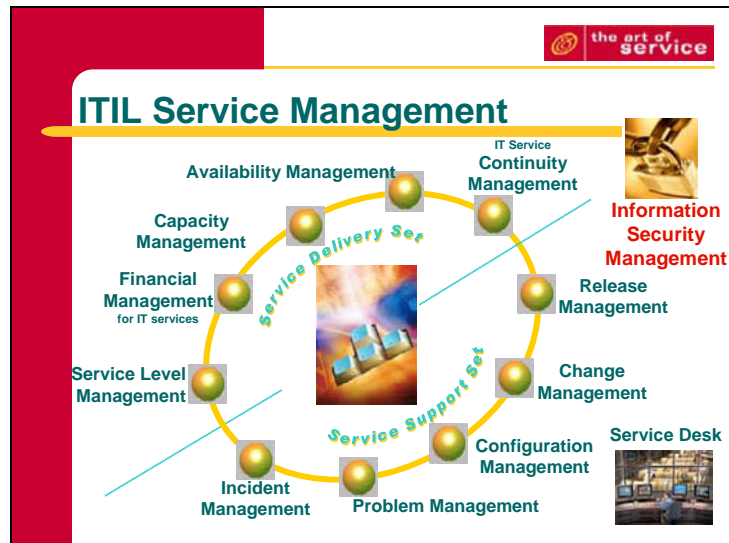 the art of
service
ITIL Service Management
IT Service
Continuity
Management
Availability Management
Capacity
Management
Financial
Management
for IT services
Service Level
Management
Service Delivery Set
Information
Security
Management
Release
Management
Change
Management
Service Support Set
Configuration
Management
Service Desk
Incident
Management
Problem Management